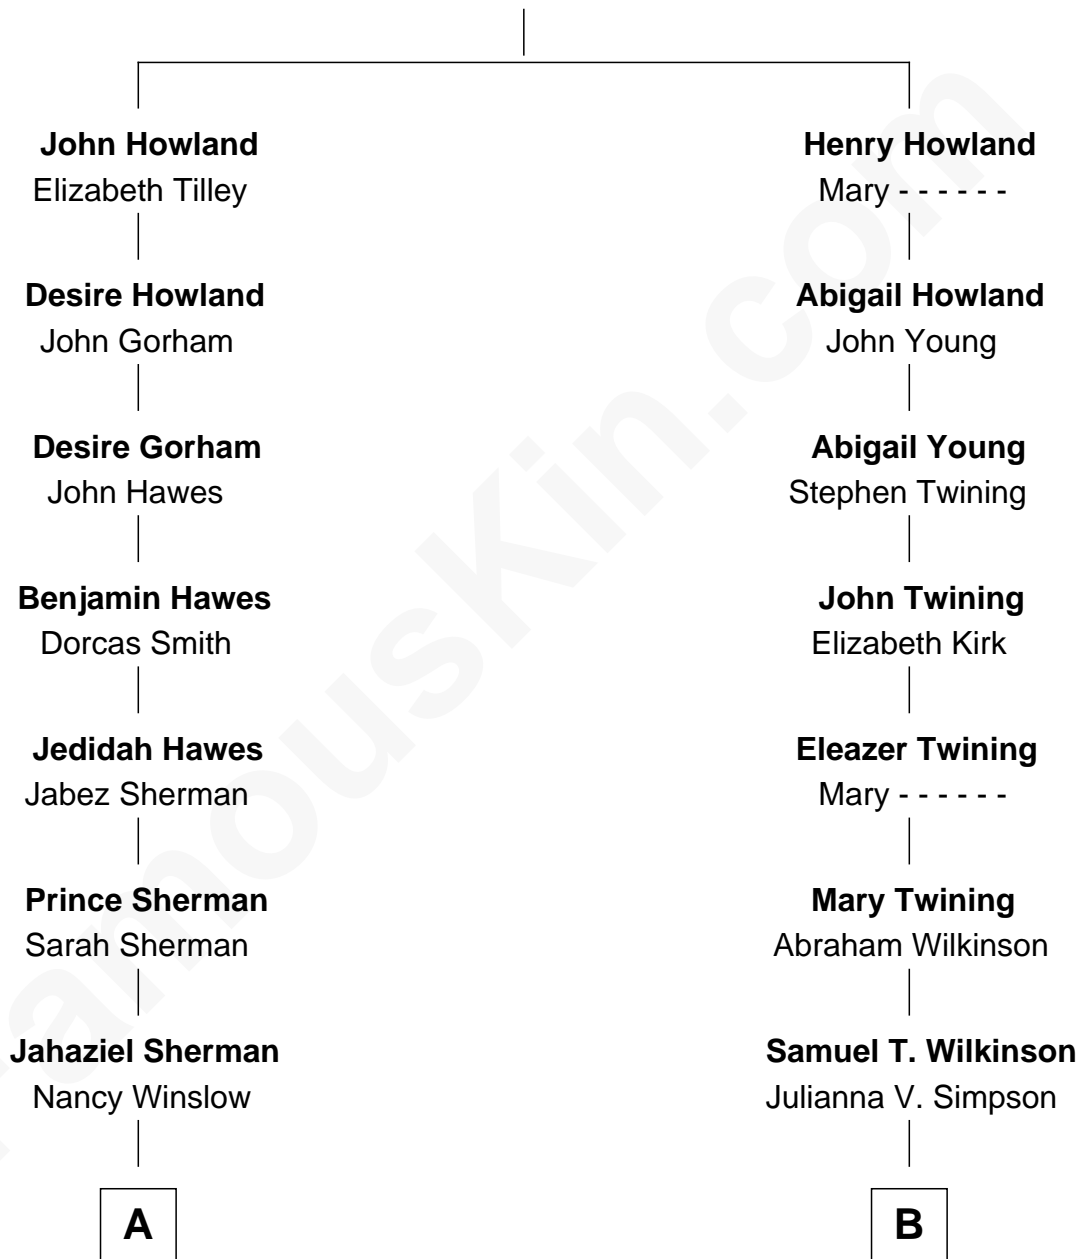 John Howland
Elizabeth Tilley
Henry Howland
Mary - - - - - -
Desire Howland
John Gorham
Abigail Howland
John Young
Desire Gorham
John Hawes
Abigail Young
Stephen Twining
Benjamin Hawes
Dorcas Smith
John Twining
Elizabeth Kirk
Jedidah Hawes
Jabez Sherman
Eleazer Twining
Mary - - - - - -
Prince Sherman
Sarah Sherman
Mary Twining
Abraham Wilkinson
Jahaziel Sherman
Nancy Winslow
Samuel T. Wilkinson
Julianna V. Simpson
A
B
FamousKin.com